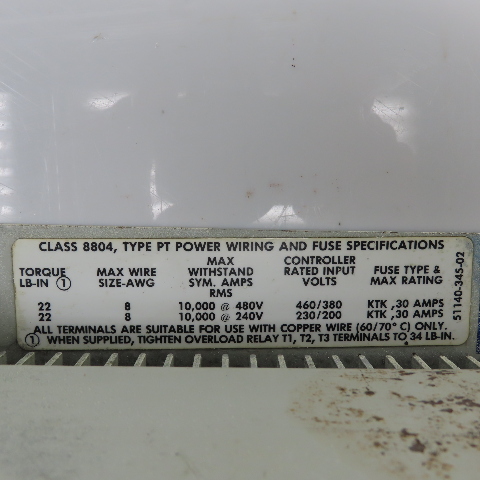 CLASS 8804, TYPE PT POWER WIRING AND FUSE SPECIFICATIONS
TORQUE LB-IN ① MAX WIRE SIZE-AWG MAX WITHSTAND SYM. AMPS RMS CONTROLLER RATED INPUT VOLTS FUSE TYPE & MAX RATING
22 8 10,000 @ 480V 460/380 KTK , 30 AMPS
22 8 10,000 @ 240V 230/200 KTK , 30 AMPS
ALL TERMINALS ARE SUITABLE FOR USE WITH COPPER WIRE (60/70° C) ONLY.
① WHEN SUPPLIED, TIGHTEN OVERLOAD RELAY T1, T2, T3 TERMINALS TO 34 LB-IN.
51140-345-02